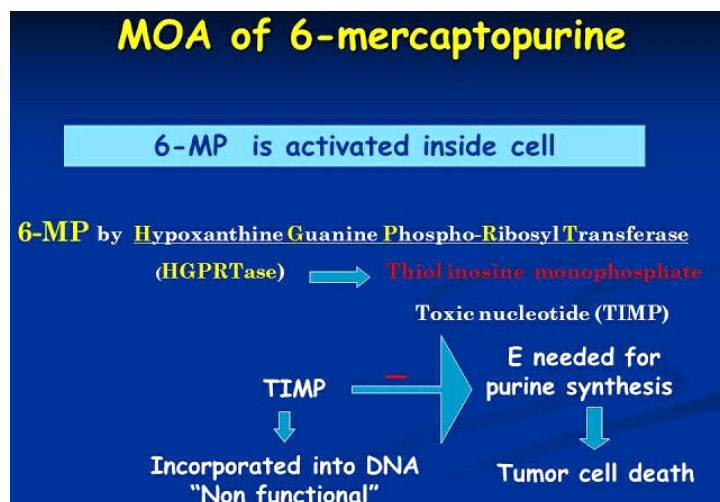 MOA of 6-mercaptopurine
6-MP is activated inside cell
6-MP by Hypoxanthine Guanine Phospho-Ribosyl Transferase
(HGPRTase) Thiol inosine monophosphate
Toxic nucleotide (TIMP)
TIMP
E needed for
purine synthesis
Incorporated into DNA
"Non functional"
Tumor cell death